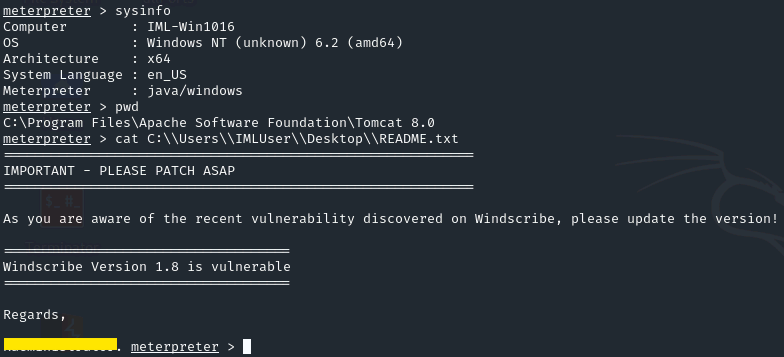 meterpreter > sysinfo
Computer        : IML-Win1016
OS              : Windows NT (unknown) 6.2 (amd64)
Architecture    : x64
System Language : en_US
Meterpreter     : java/windows
meterpreter > pwd
C:\Program Files\Apache Software Foundation\Tomcat 8.0
meterpreter > cat C:\\Users\\IMLUser\\Desktop\\README.txt
IMPORTANT - PLEASE PATCH ASAP
As you are aware of the recent vulnerability discovered on Windscribe, please update the version!
Windscribe Version 1.8 is vulnerable
Regards,
meterpreter >